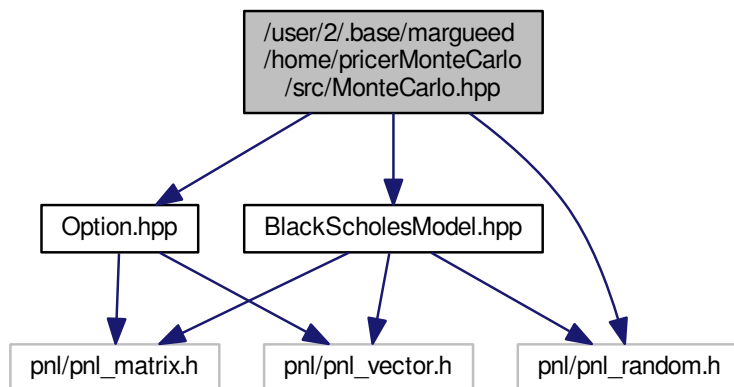 /user/2/.base/margueed
/home/pricerMonteCarlo
/src/MonteCarlo.hpp
Option.hpp
BlackScholesModel.hpp
pnl/pnl_matrix.h
pnl/pnl_vector.h
pnl/pnl_random.h